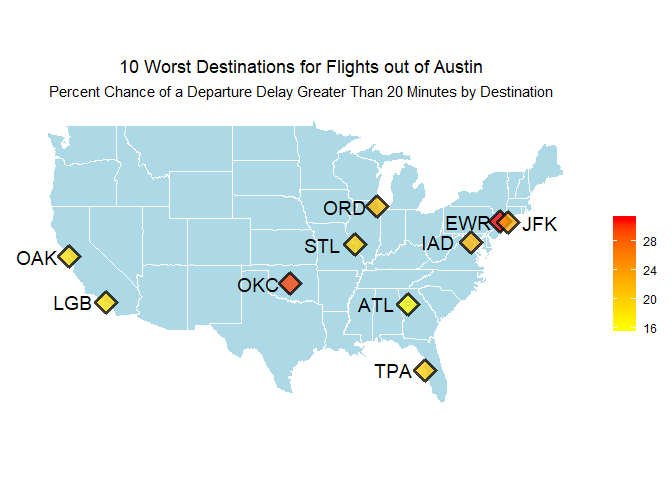 10 Worst Destinations for Flights out of Austin
Percent Chance of a Departure Delay Greater Than 20 Minutes by Destination
ORD
EWR
JFK
STL
IAD
OAK
OKC
LGB
ATL
TPA
28
24
20
16